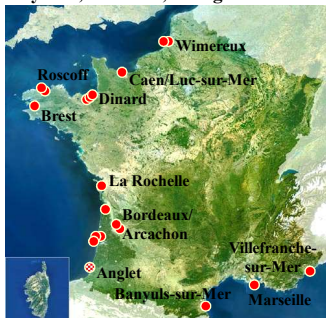 Wimereux
Roscoff
Caen/Luc-sur-Mer
Dinard
Brest
La Rochelle
Bordeaux/
Arcachon
Villefranche-
sur-Mer
Anglet
Banyuls-sur-Mer
Marseille